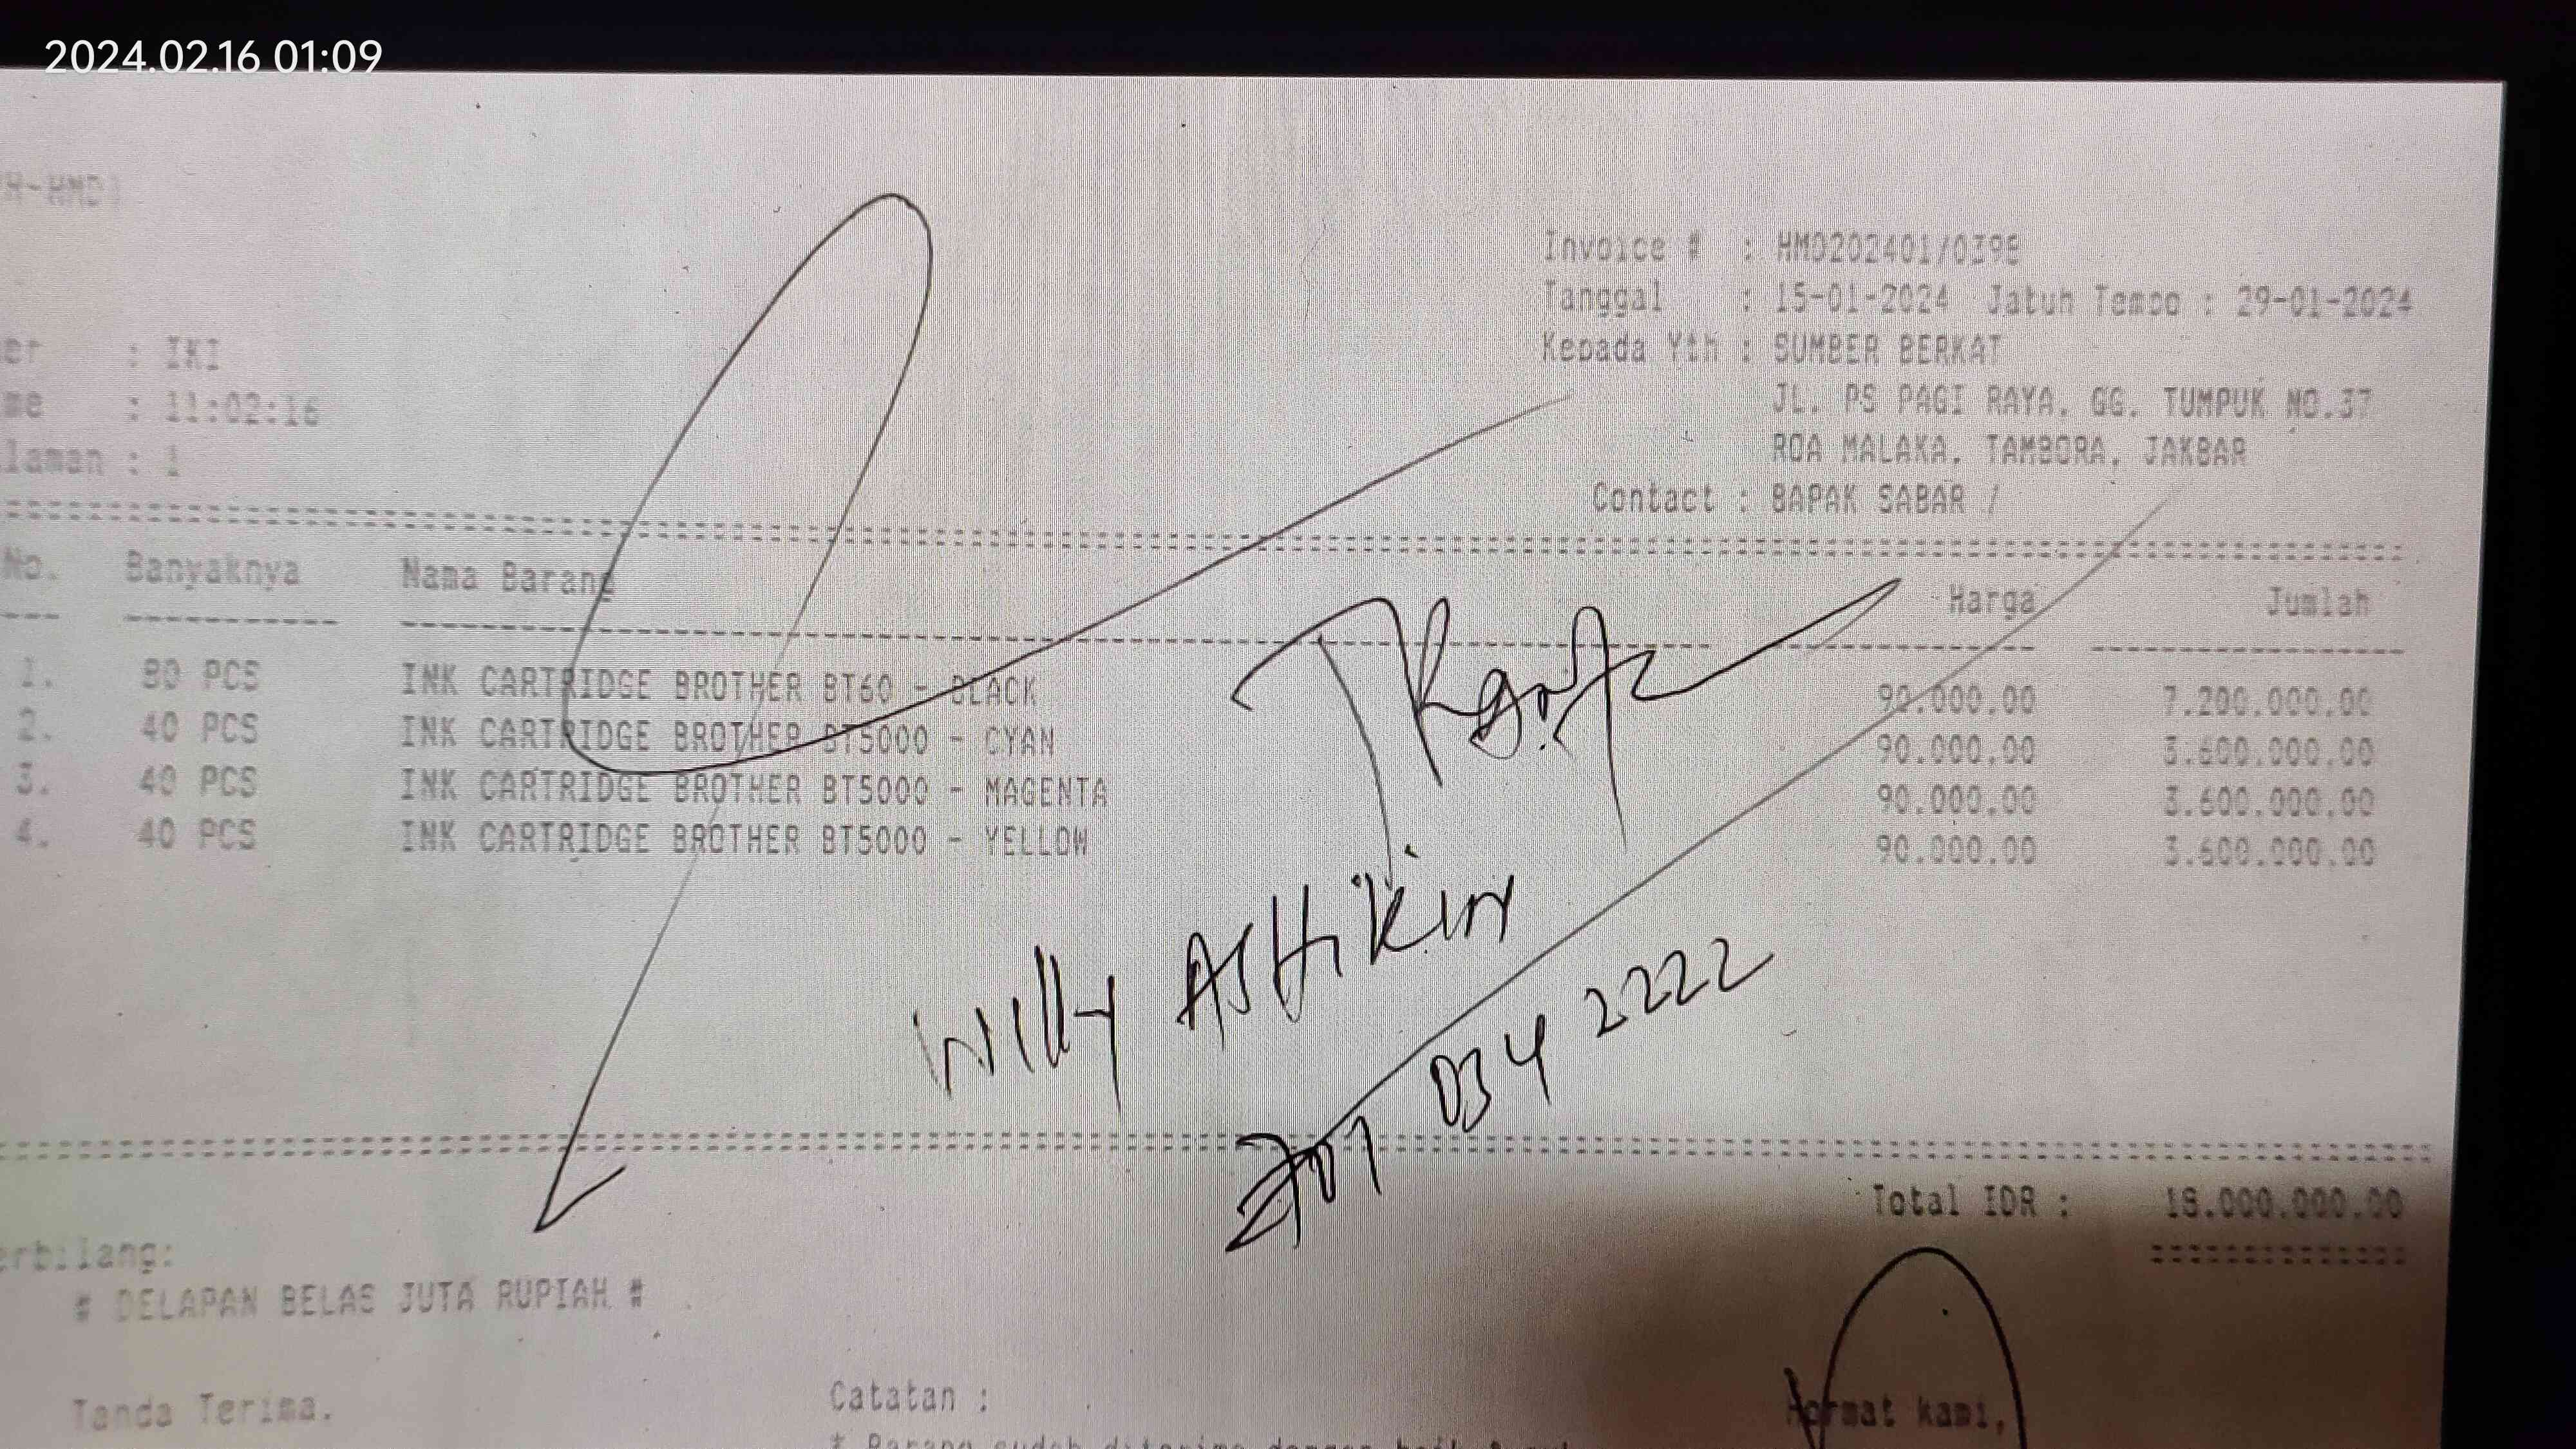 2024.02.16 01:09
Invoice # : HMD202401/
Tanggal : 15-01-2024 Jatuh Tempo : 29-01-2024
Kepada Yth : SUMBER BERKAT
JL. PS PAGI RAYA. GG. TUMPUK NO.37
ROA MALAKA. TAMBORA, JAKBAR
Contact : BAPAK SABAR /
: IKI
: 11:02:16
laman : 1
No. Banyaknya Nama Barang Harga Jumlah
1. 80 PCS INK CARTRIDGE BROTHER BT60 - BLACK 90.000.00 7.200.000.00
2. 40 PCS INK CARTRIDGE BROTHER BT5000 - CYAN 90.000.00 3.600.000.00
3. 40 PCS INK CARTRIDGE BROTHER BT5000 - MAGENTA 90.000.00 3.600.000.00
4. 40 PCS INK CARTRIDGE BROTHER BT5000 - YELLOW 90.000.00 3.600.000.00
Willy
034 2222
Total IDR : 18.000.000.00
erbilang:
# DELAPAN BELAS JUTA RUPIAH #
Tanda Terima. Catatan : Hormat kami,